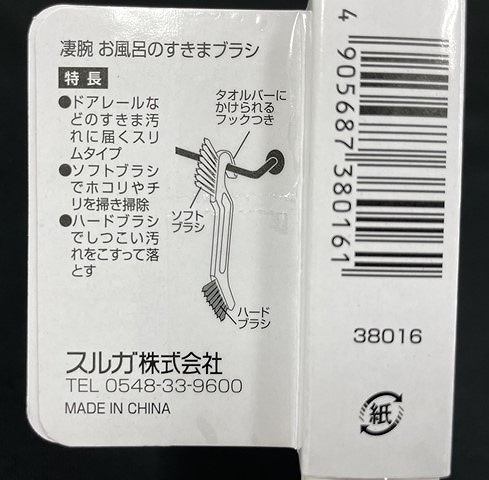 凄腕 お風呂のすきまブラシ
特長
●ドアレールな
どのすきま汚
れに届くスリ
ムタイプ
●ソフトブラシ
でホコリやチ
リを掃き掃除
●ハードブラシ
でしつこい汚
れをこすって落
とす
タオルバーに
かけられる
フックつき
ソフト
ブラシ
ハード
ブラシ
スルガ株式会社
TEL 0548-33-9600
MADE IN CHINA
4 905687 380161
38016
紙